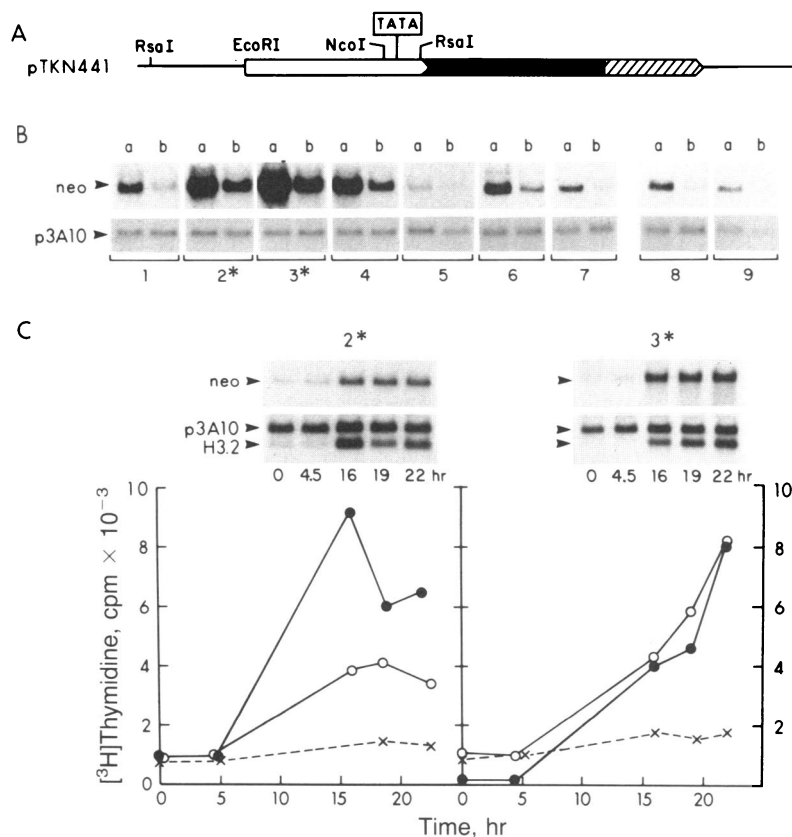 A
TATA
RsaI
EcoRI
NcoI
RsaI
pTKN441
B
a b a b a b a b a b a b a b a b a b
neo
p3A10
1 2* 3* 4 5 6 7 8 9
C
2* 3*
neo
p3A10
H3.2
0 4.5 16 19 22 hr 0 4.5 16 19 22 hr
10 10
8 8
6 6
4 4
2 2
0
[³H]Thymidine, cpm × 10⁻³
0 5 10 15 20 0 5 10 15 20
Time, hr